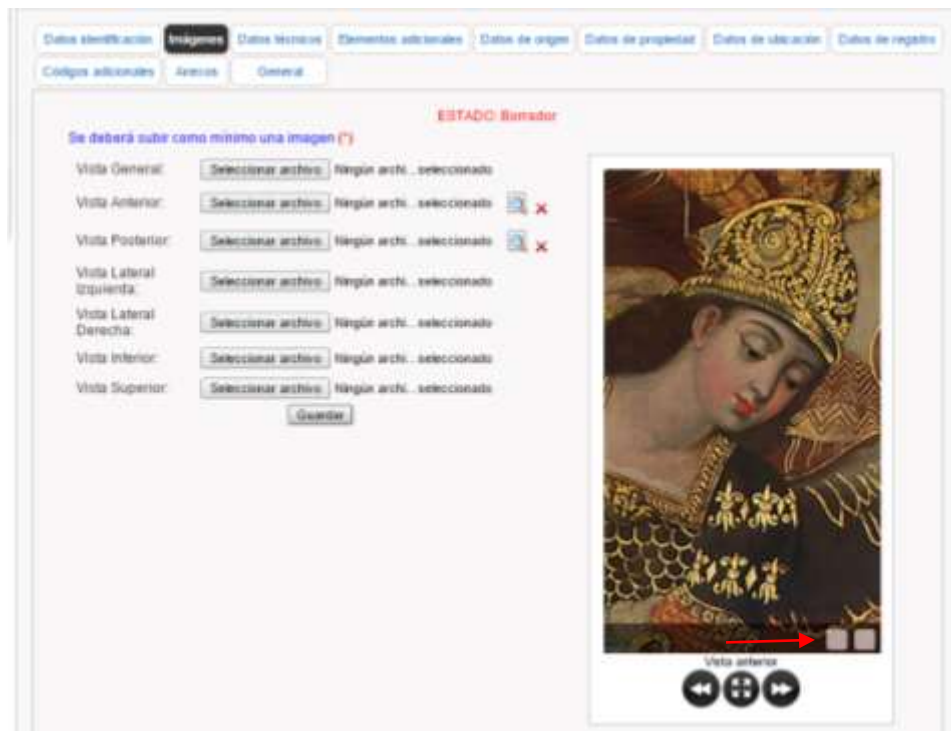 Datos identificación Imágenes Datos técnicos Elementos adicionales Datos de origen Datos de propiedad Datos de ubicación Datos de registro
Códigos adicionales Anexos General
ESTADO: Borrador
Se deberá subir como mínimo una imagen (*)
Vista General: Seleccionar archivo Ningún archi...seleccionado
Vista Anterior: Seleccionar archivo Ningún archi...seleccionado
Vista Posterior: Seleccionar archivo Ningún archi...seleccionado
Vista Lateral
Izquierda: Seleccionar archivo Ningún archi...seleccionado
Vista Lateral
Derecha: Seleccionar archivo Ningún archi...seleccionado
Vista Inferior: Seleccionar archivo Ningún archi...seleccionado
Vista Superior: Seleccionar archivo Ningún archi...seleccionado
Guardar
Vista anterior